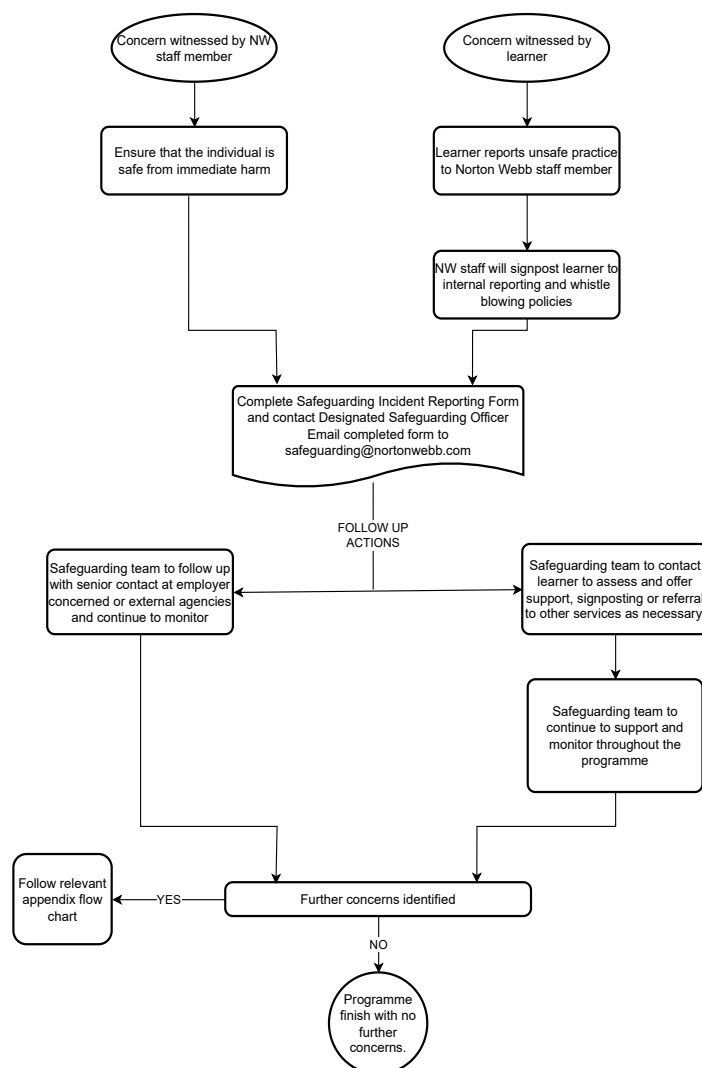 Concern witnessed by NW
staff member
Concern witnessed by
learner
Ensure that the individual is
safe from immediate harm
Learner reports unsafe practice
to Norton Webb staff member
NW staff will signpost learner to
internal reporting and whistle
blowing policies
Complete Safeguarding Incident Reporting Form
and contact Designated Safeguarding Officer
Email completed form to
safeguarding@nortonwebb.com
FOLLOW UP
ACTIONS
Safeguarding team to follow up
with senior contact at employer
concerned or external agencies
and continue to monitor
Safeguarding team to contact
learner to assess and offer
support, signposting or referral
to other services as necessary
Safeguarding team to
continue to support and
monitor throughout the
programme
Follow relevant
appendix flow
chart
YES
Further concerns identified
NO
Programme
finish with no
further
concerns.